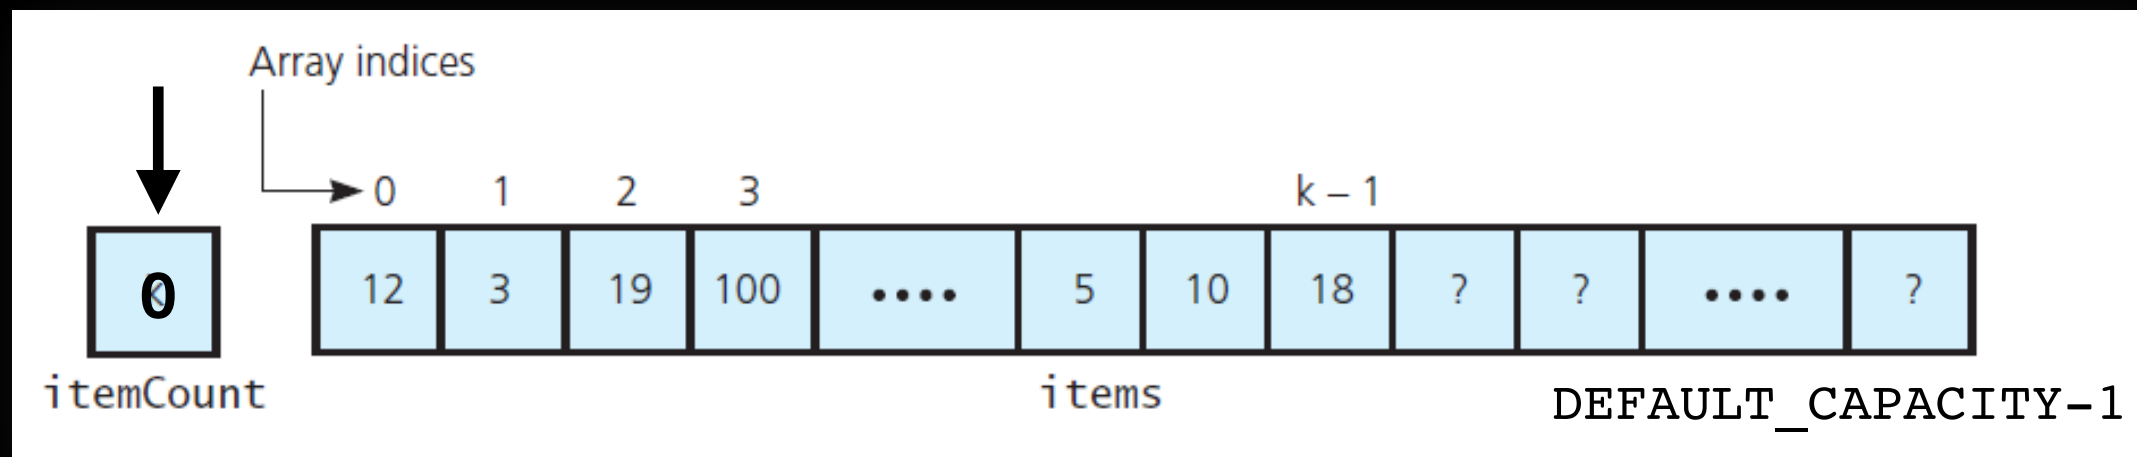 Array indices
0 1 2 3 k – 1
0 12 3 19 100 •••• 5 10 18 ? ? •••• ?
itemCount items DEFAULT_CAPACITY-1